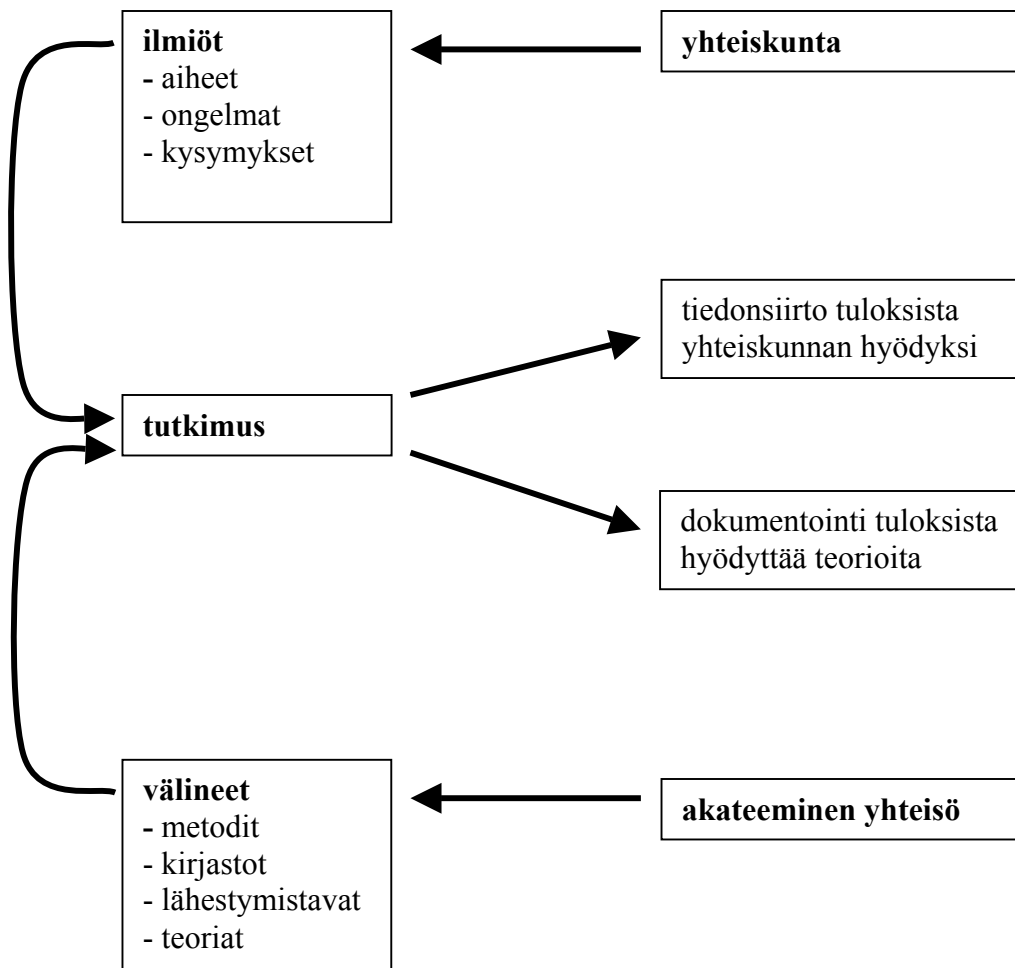 ilmiöt
- aiheet
- ongelmat
- kysymykset
yhteiskunta
tiedonsiirto tuloksista
yhteiskunnan hyödyksi
tutkimus
dokumentointi tuloksista
hyödyttää teorioita
välineet
- metodit
- kirjastot
- lähestymistavat
- teoriat
akateeminen yhteisö